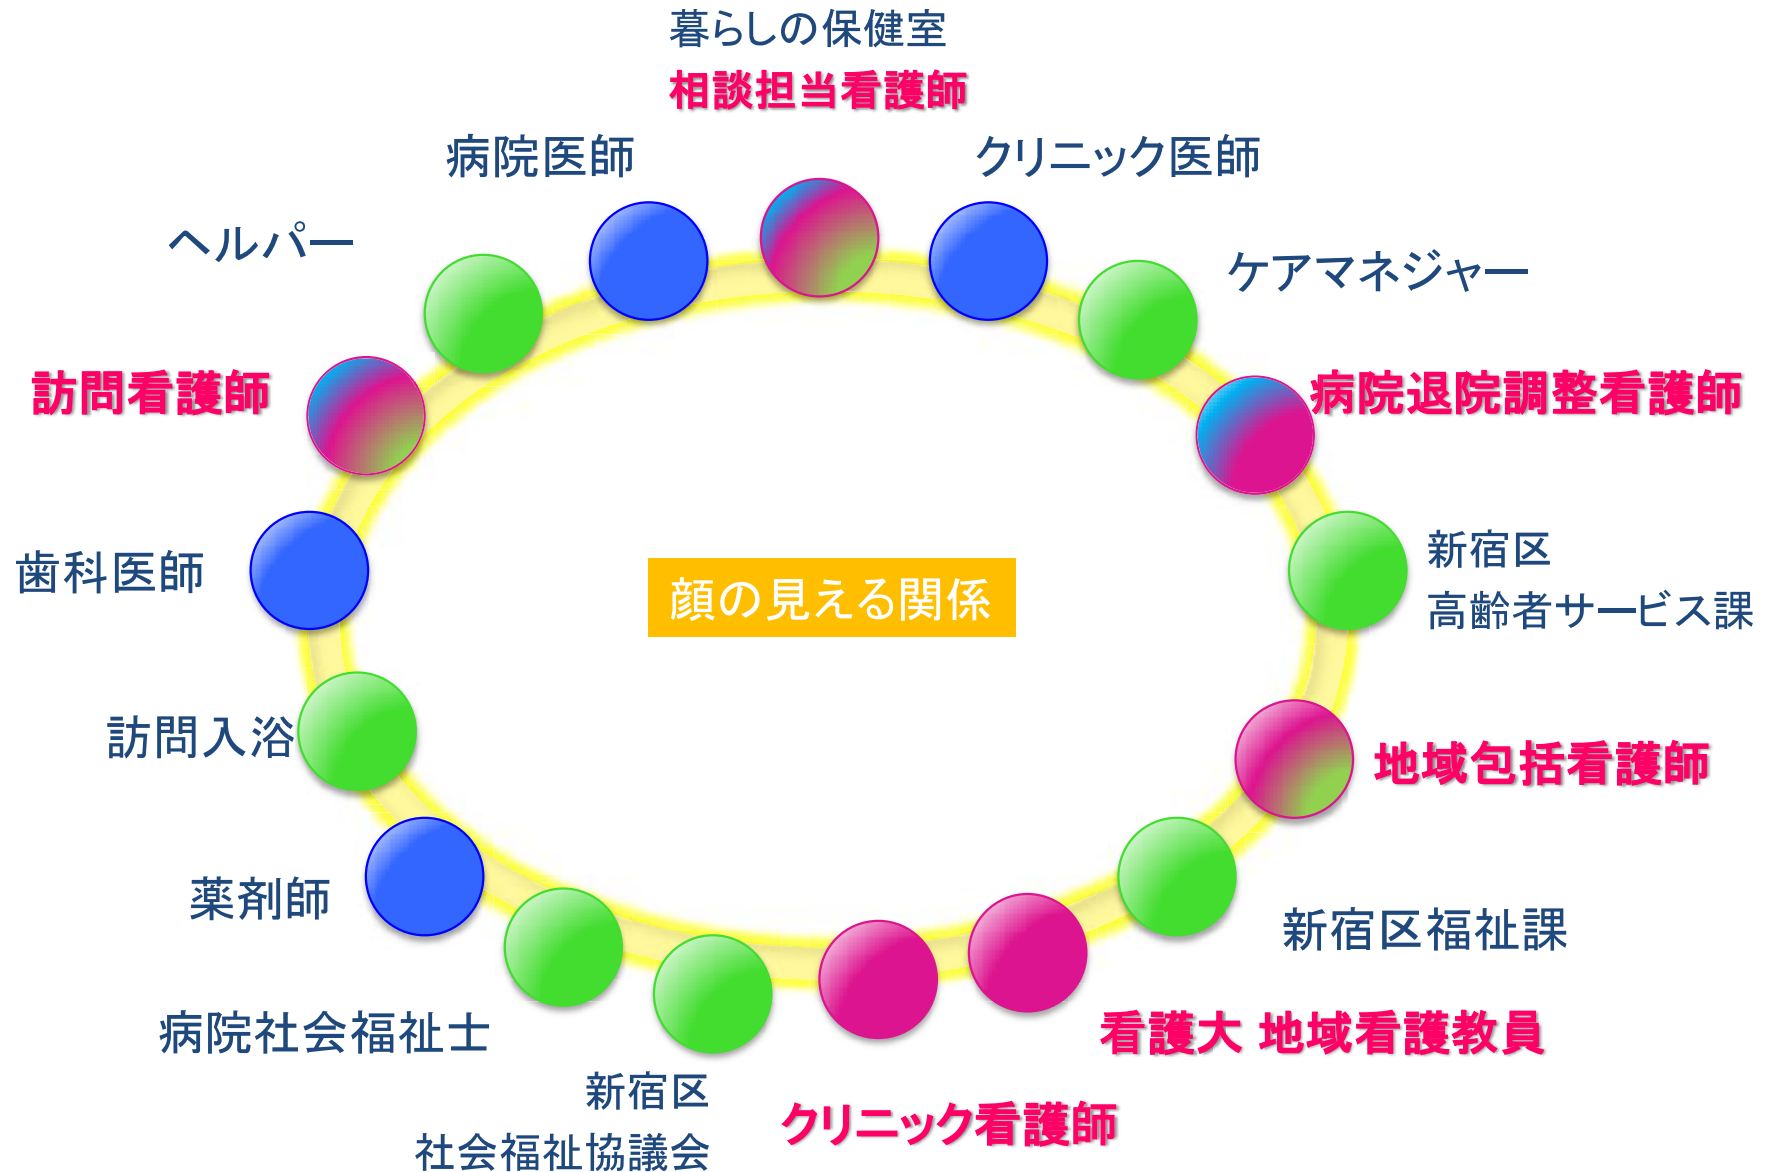 暮らしの保健室
相談担当看護師
病院医師
クリニック医師
ヘルパー
ケアマネジャー
訪問看護師
病院退院調整看護師
歯科医師
顔の見える関係
新宿区
高齢者サービス課
訪問入浴
地域包括看護師
薬剤師
新宿区福祉課
病院社会福祉士
看護大 地域看護教員
新宿区
社会福祉協議会
クリニック看護師